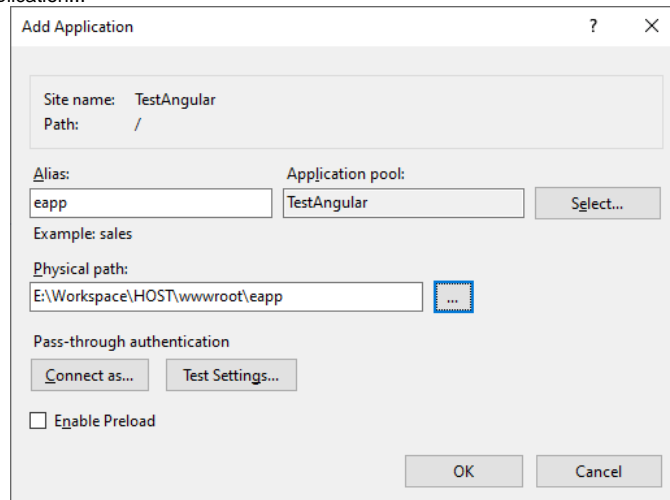 Add Application
?
Site name: TestAngular
Path: /
Alias:
Application pool:
eapp
TestAngular
Select...
Example: sales
Physical path:
E:\Workspace\HOST\wwwroot\eapp
...
Pass-through authentication
Connect as...
Test Settings...
Enable Preload
OK
Cancel